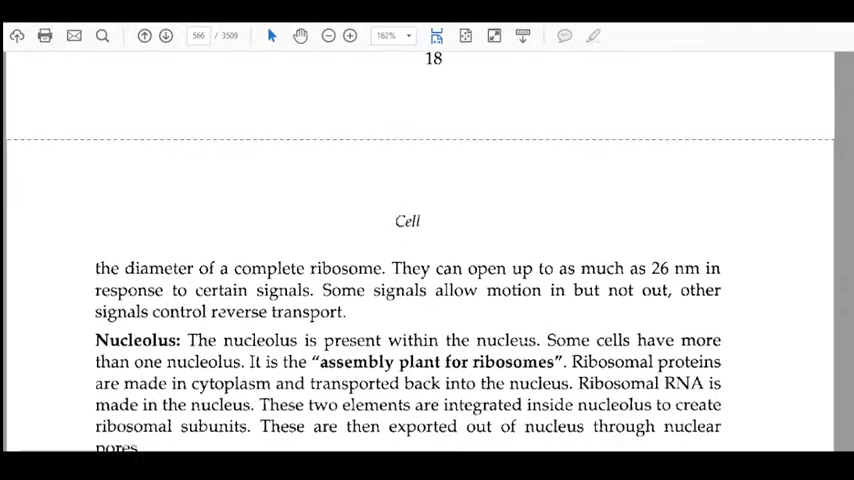 566 / 3509
162%
18
Cell
the diameter of a complete ribosome. They can open up to as much as 26 nm in
response to certain signals. Some signals allow motion in but not out, other
signals control reverse transport.
Nucleolus: The nucleolus is present within the nucleus. Some cells have more
than one nucleolus. It is the “assembly plant for ribosomes”. Ribosomal proteins
are made in cytoplasm and transported back into the nucleus. Ribosomal RNA is
made in the nucleus. These two elements are integrated inside nucleolus to create
ribosomal subunits. These are then exported out of nucleus through nuclear
pores.